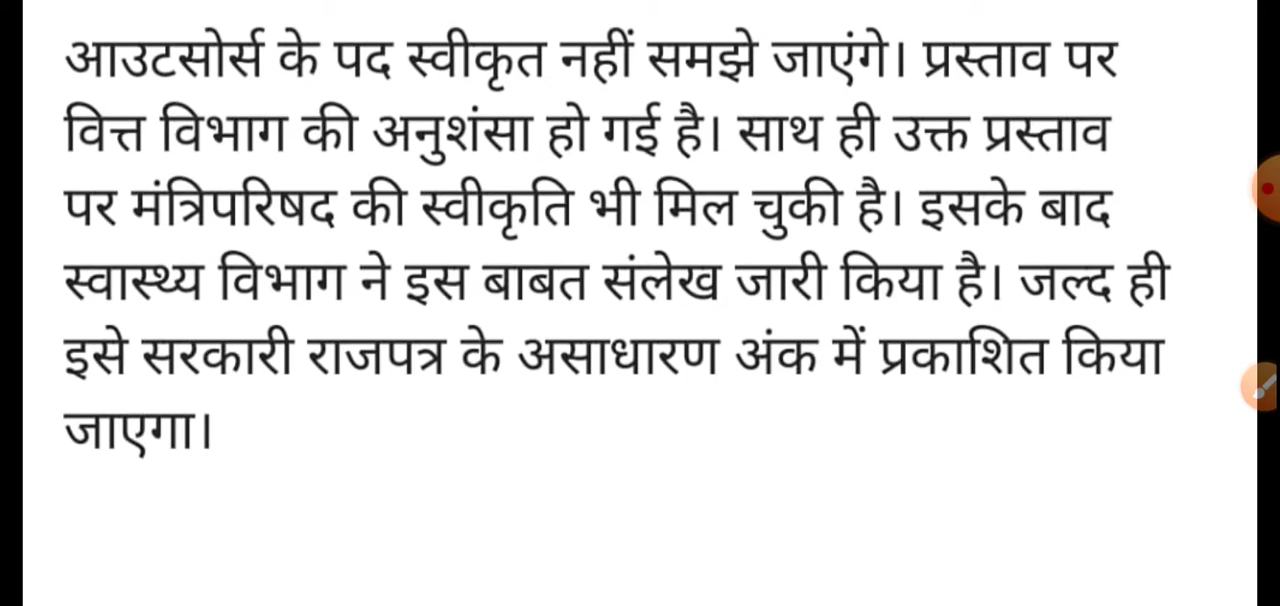 आउटसोर्स के पद स्वीकृत नहीं समझे जाएंगे। प्रस्ताव पर
वित्त विभाग की अनुशंसा हो गई है। साथ ही उक्त प्रस्ताव
पर मंत्रिपरिषद की स्वीकृति भी मिल चुकी है। इसके बाद
स्वास्थ्य विभाग ने इस बाबत संलेख जारी किया है। जल्द ही
इसे सरकारी राजपत्र के असाधारण अंक में प्रकाशित किया
जाएगा।